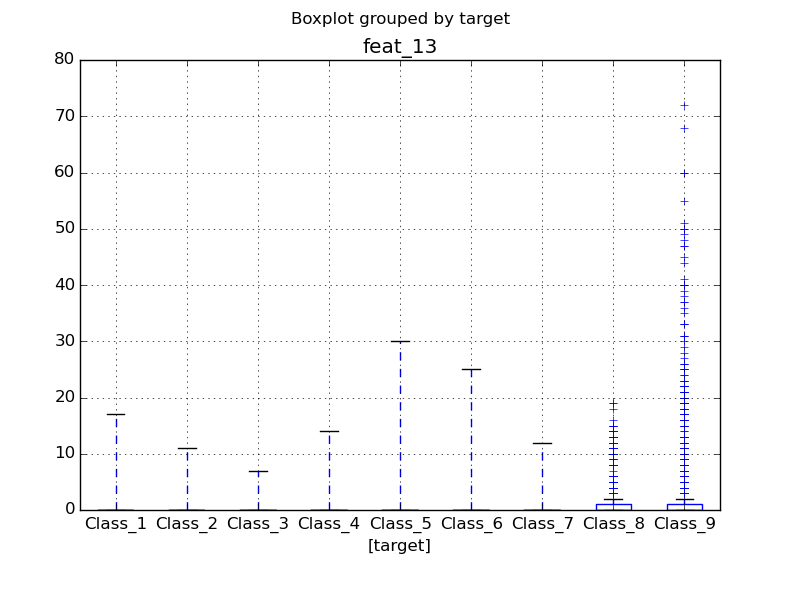 Boxplot grouped by target
feat_13
80
70
60
50
40
30
20
10
0
Class_1 Class_2 Class_3 Class_4 Class_5 Class_6 Class_7 Class_8 Class_9
[target]